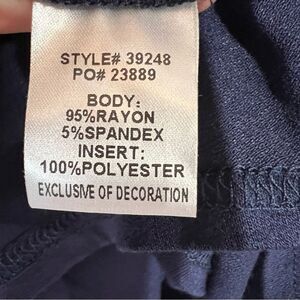 STYLE# 39248
PO# 23889
BODY:
95%RAYON
5%SPANDEX
INSERT:
100%POLYESTER
EXCLUSIVE OF DECORATION